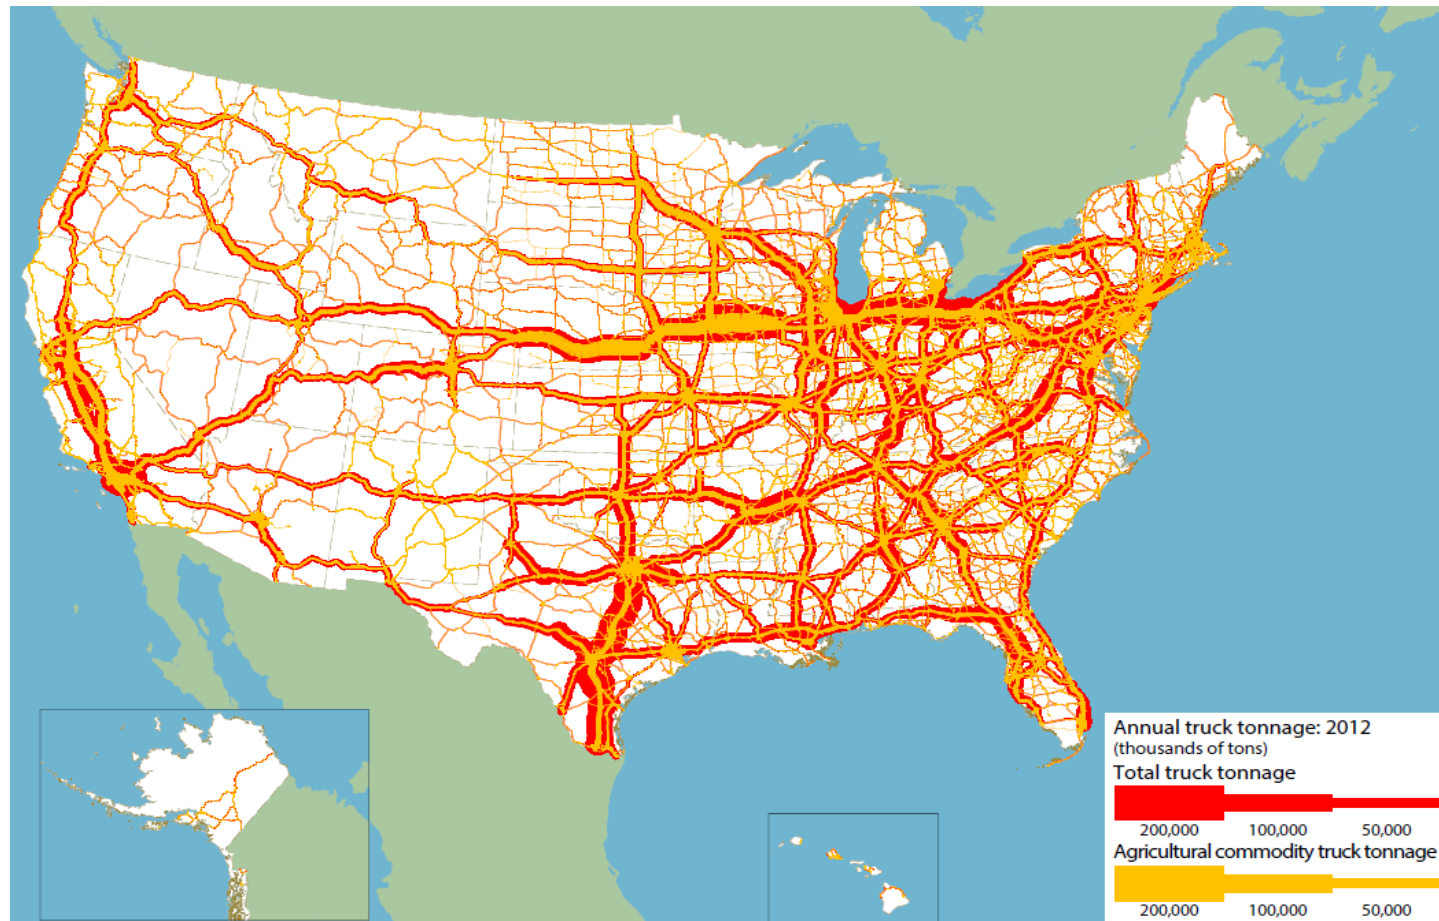 Annual truck tonnage: 2012
(thousands of tons)
Total truck tonnage
200,000 100,000 50,000
Agricultural commodity truck tonnage
200,000 100,000 50,000